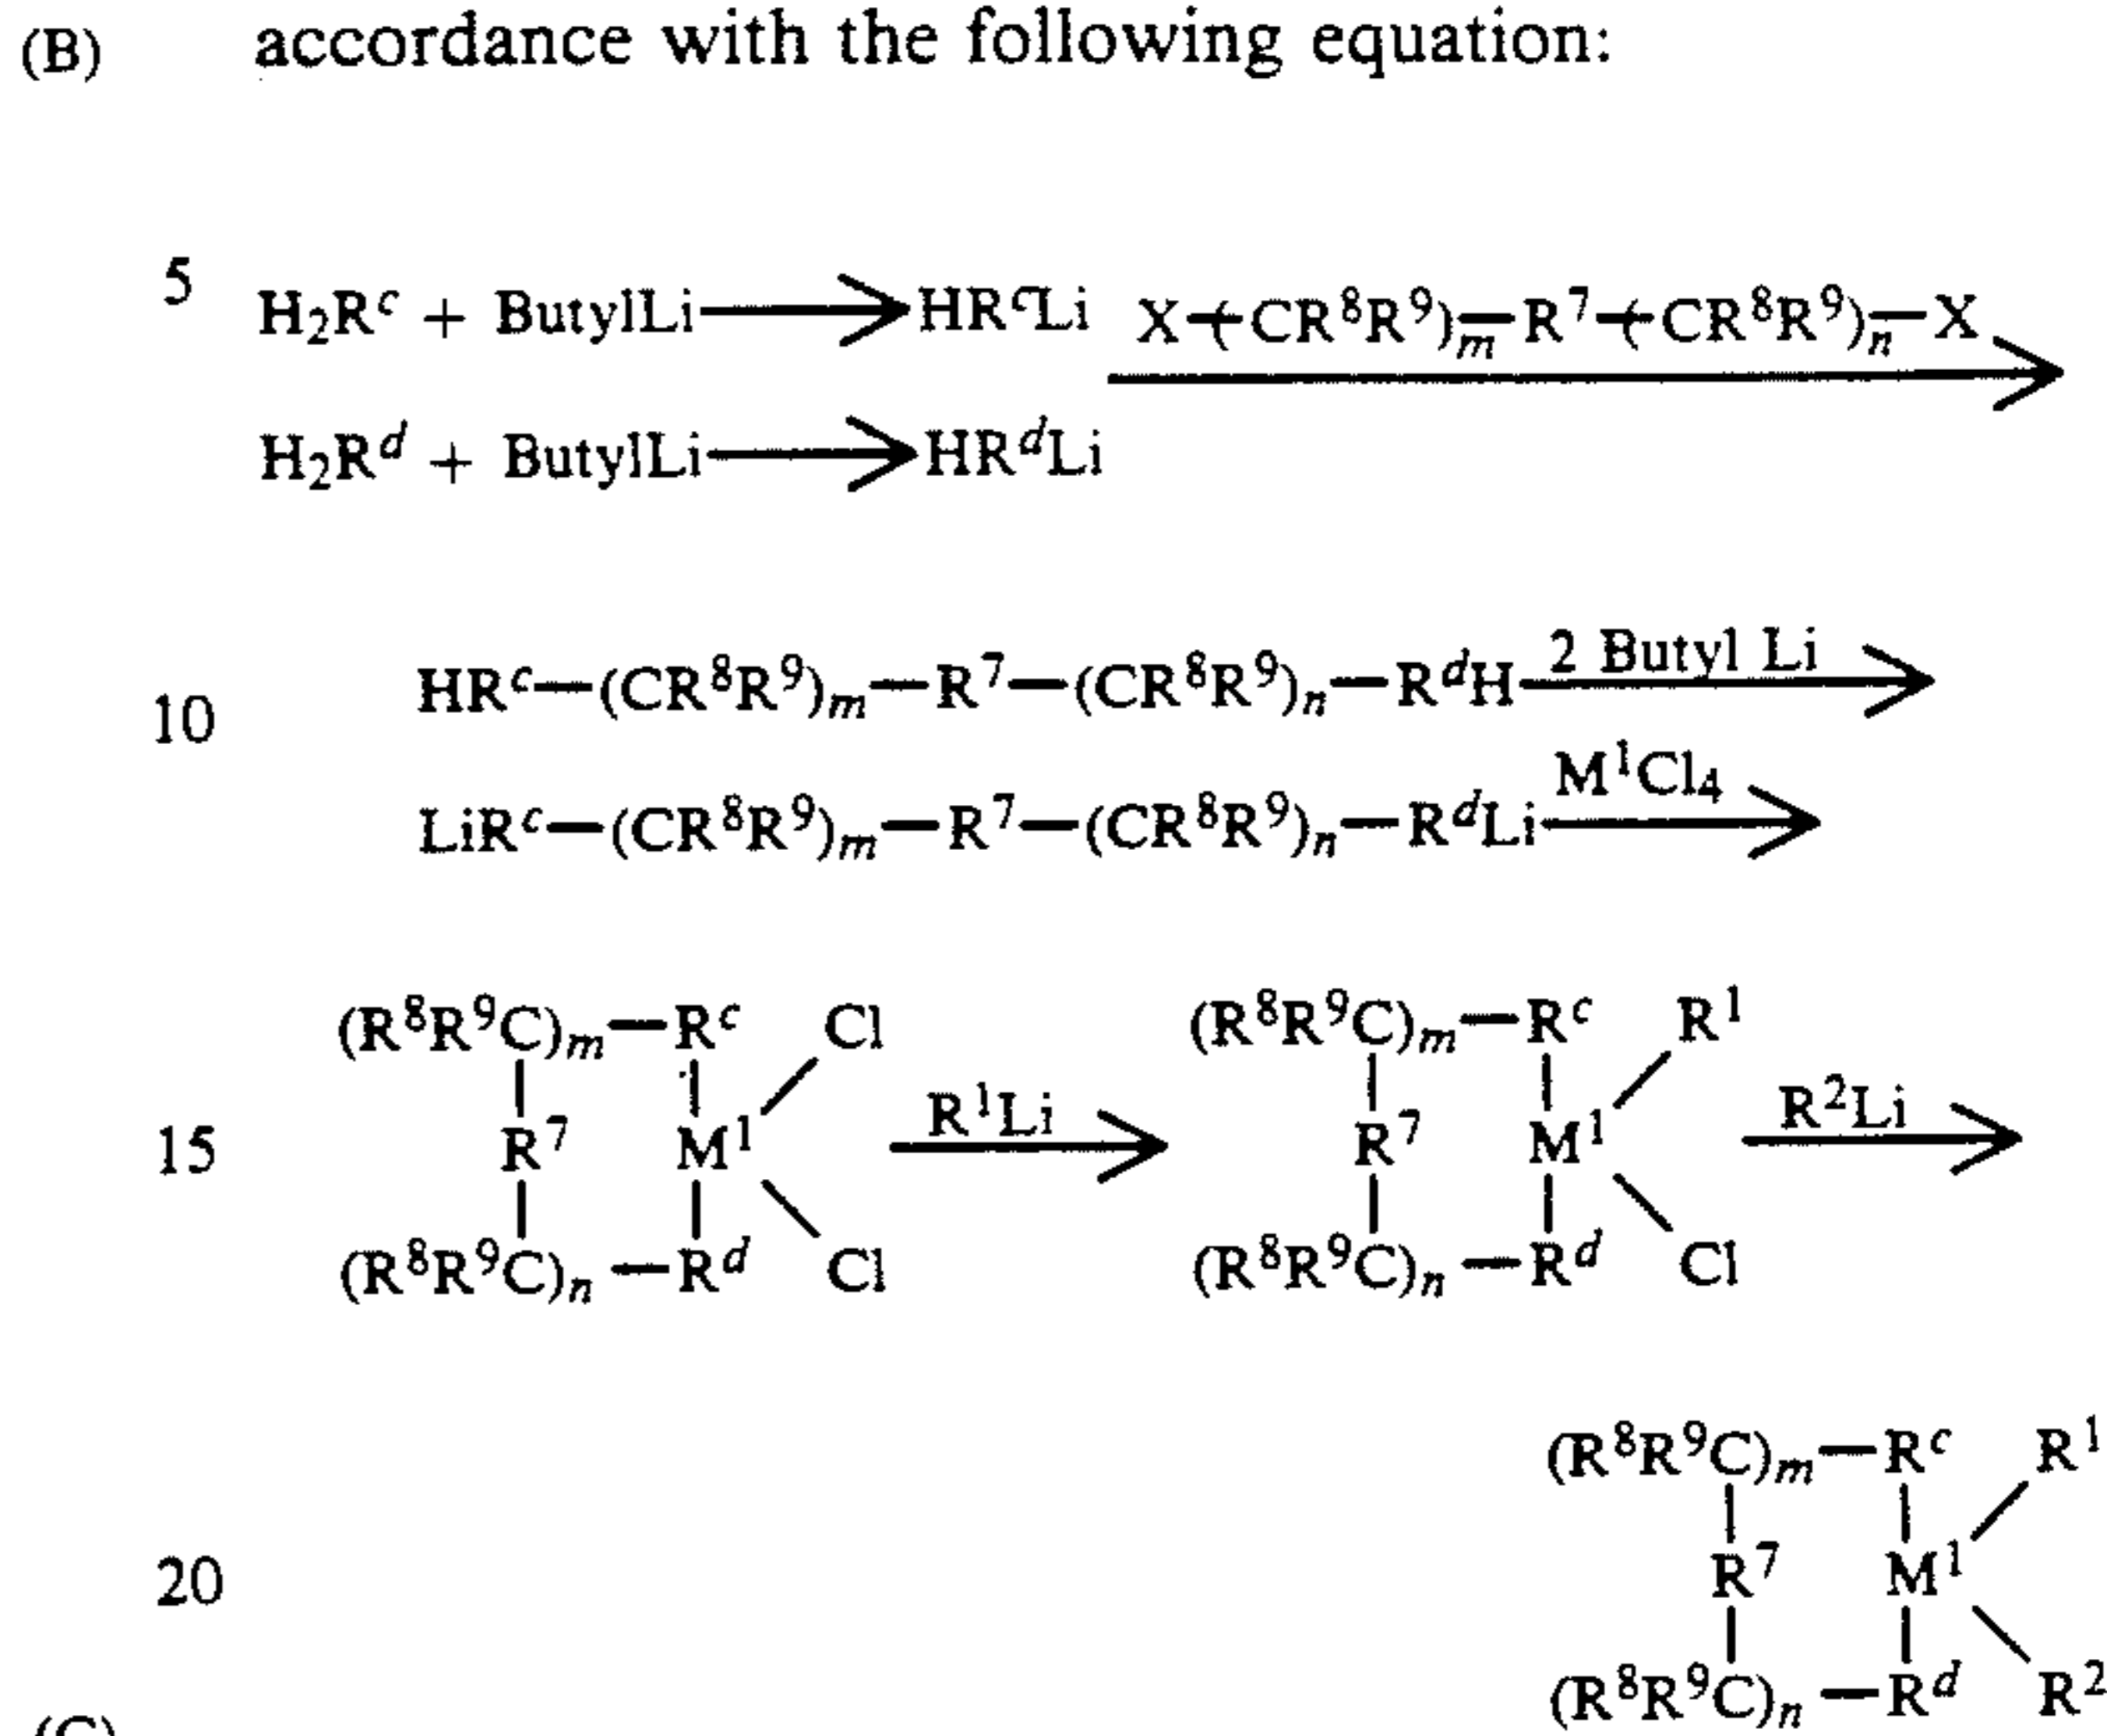 (B) accordance with the following equation:
5 H₂Rᶜ + ButylLi ⟶ HRᶜLi X-(CR⁸R⁹)ₘ-R⁷-(CR⁸R⁹)ₙ-X
H₂Rᵈ + ButylLi ⟶ HRᵈLi
HRᶜ—(CR⁸R⁹)ₘ—R⁷—(CR⁸R⁹)ₙ—RᵈH 2 Butyl Li
10
LiRᶜ—(CR⁸R⁹)ₘ—R⁷—(CR⁸R⁹)ₙ—RᵈLi M¹Cl₄
(R⁸R⁹C)ₘ—Rᶜ Cl (R⁸R⁹C)ₘ—Rᶜ R¹
15 R⁷ M¹ R¹Li R⁷ M¹ R²Li
(R⁸R⁹C)ₙ—Rᵈ Cl (R⁸R⁹C)ₙ—Rᵈ Cl
(R⁸R⁹C)ₘ—Rᶜ R¹
20 R⁷ M¹
(R⁸R⁹C)ₙ—Rᵈ R²